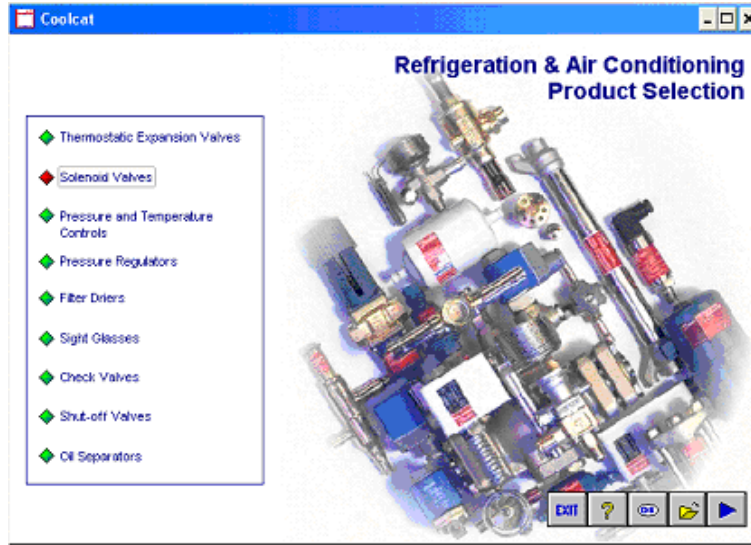 Coolcat
Refrigeration & Air Conditioning
Product Selection
Thermostatic Expansion Valves
Solenoid Valves
Pressure and Temperature
Controls
Pressure Regulators
Filter Driers
Sight Glasses
Check Valves
Shut-off Valves
Oil Separators
EXIT